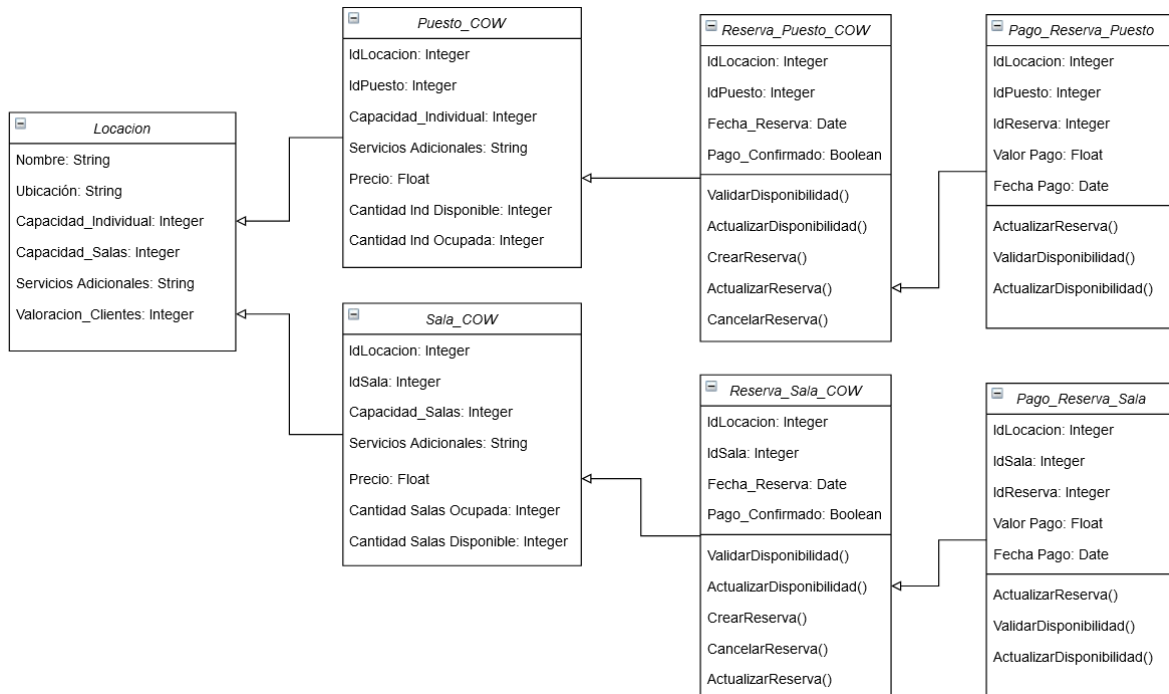 Locacion
Nombre: String
Ubicación: String
Capacidad_Individual: Integer
Capacidad_Salas: Integer
Servicios Adicionales: String
Valoracion_Clientes: Integer
Puesto_COW
IdLocacion: Integer
IdPuesto: Integer
Capacidad_Individual: Integer
Servicios Adicionales: String
Precio: Float
Cantidad Ind Disponible: Integer
Cantidad Ind Ocupada: Integer
Sala_COW
IdLocacion: Integer
IdSala: Integer
Capacidad_Salas: Integer
Servicios Adicionales: String
Precio: Float
Cantidad Salas Ocupada: Integer
Cantidad Salas Disponible: Integer
Reserva_Puesto_COW
IdLocacion: Integer
IdPuesto: Integer
Fecha_Reserva: Date
Pago_Confirmado: Boolean
ValidarDisponibilidad()
ActualizarDisponibilidad()
CrearReserva()
ActualizarReserva()
CancelarReserva()
Reserva_Sala_COW
IdLocacion: Integer
IdSala: Integer
Fecha_Reserva: Date
Pago_Confirmado: Boolean
ValidarDisponibilidad()
ActualizarDisponibilidad()
CrearReserva()
CancelarReserva()
ActualizarReserva()
Pago_Reserva_Puesto
IdLocacion: Integer
IdPuesto: Integer
IdReserva: Integer
Valor Pago: Float
Fecha Pago: Date
ActualizarReserva()
ValidarDisponibilidad()
ActualizarDisponibilidad()
Pago_Reserva_Sala
IdLocacion: Integer
IdSala: Integer
IdReserva: Integer
Valor Pago: Float
Fecha Pago: Date
ActualizarReserva()
ValidarDisponibilidad()
ActualizarDisponibilidad()